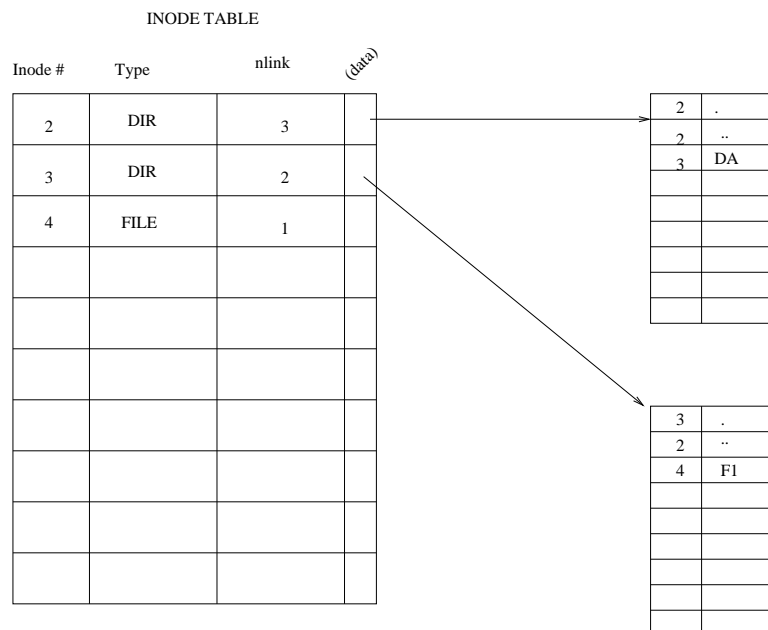 INODE TABLE
Inode # Type nlink (data)
2 DIR 3
3 DIR 2
4 FILE 1
2 .
2 ..
3 DA
3 .
2 ..
4 F1